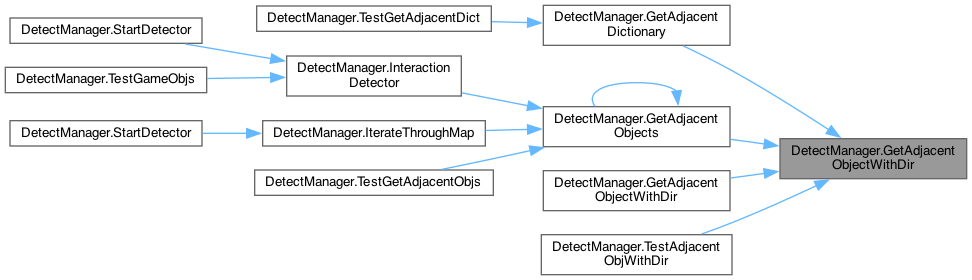 DetectManager.StartDetector
DetectManager.TestGameObjs
DetectManager.StartDetector
DetectManager.TestGetAdjacentDict
DetectManager.Interaction
Detector
DetectManager.IterateThroughMap
DetectManager.TestGetAdjacentObjs
DetectManager.GetAdjacent
Dictionary
DetectManager.GetAdjacent
Objects
DetectManager.GetAdjacent
ObjectWithDir
DetectManager.TestAdjacent
ObjWithDir
DetectManager.GetAdjacent
ObjectWithDir